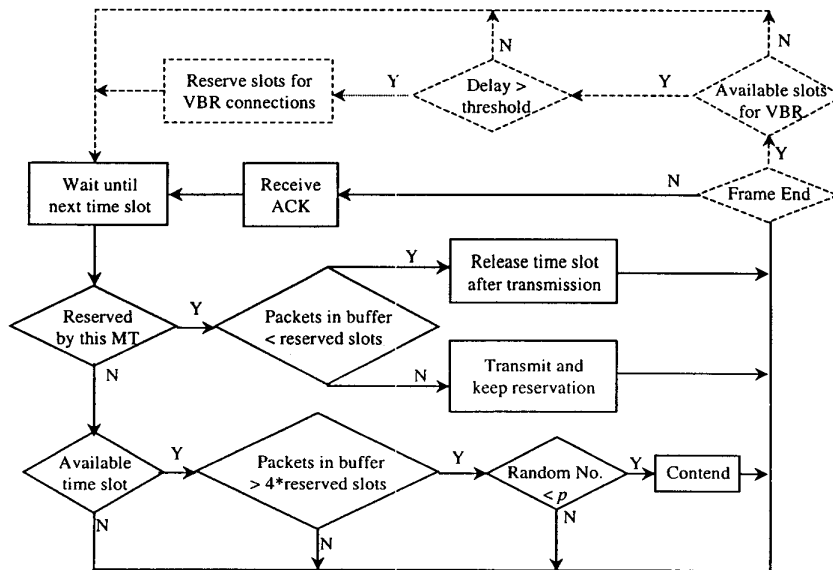 N
N
Reserve slots for
VBR connections
Y
Delay >
threshold
Y
Available slots
for VBR
Y
Wait until
next time slot
Receive
ACK
N
Frame End
Y
Release time slot
after transmission
Reserved
by this MT
Y
Packets in buffer
< reserved slots
N
N
Transmit and
keep reservation
Available
time slot
Y
Packets in buffer
> 4*reserved slots
Y
Random No.
< p
Y
Contend
N
N
N